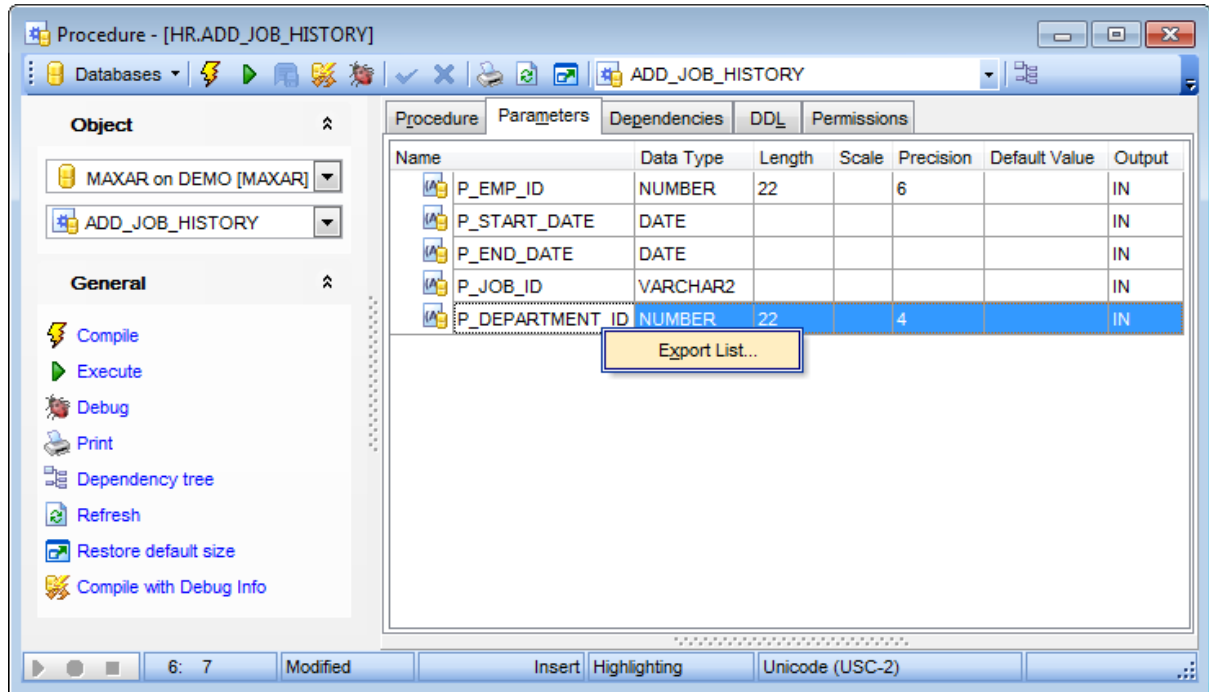 Procedure - [HR.ADD_JOB_HISTORY]
Databases ADD_JOB_HISTORY
Object
MAXAR on DEMO [MAXAR]
ADD_JOB_HISTORY
General
Compile
Execute
Debug
Print
Dependency tree
Refresh
Restore default size
Compile with Debug Info
Procedure Parameters Dependencies DDL Permissions
Name Data Type Length Scale Precision Default Value Output
P_EMP_ID NUMBER 22 6 IN
P_START_DATE DATE IN
P_END_DATE DATE IN
P_JOB_ID VARCHAR2 IN
P_DEPARTMENT_ID NUMBER 22 4 IN
Export List...
6: 7 Modified Insert Highlighting Unicode (USC-2)